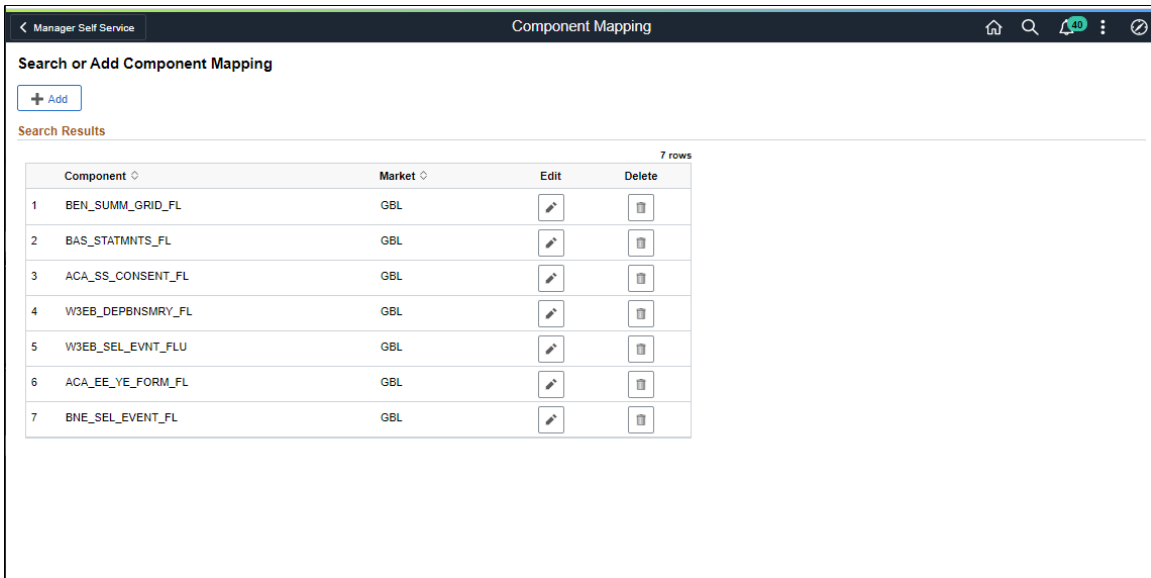 Manager Self Service Component Mapping 40
Search or Add Component Mapping
Add
Search Results
7 rows
Component Market Edit Delete
1 BEN_SUMM_GRID_FL GBL
2 BAS_STATMNTS_FL GBL
3 ACA_SS_CONSENT_FL GBL
4 W3EB_DEPBNSMRY_FL GBL
5 W3EB_SEL_EVNT_FLU GBL
6 ACA_EE_YE_FORM_FL GBL
7 BNE_SEL_EVENT_FL GBL